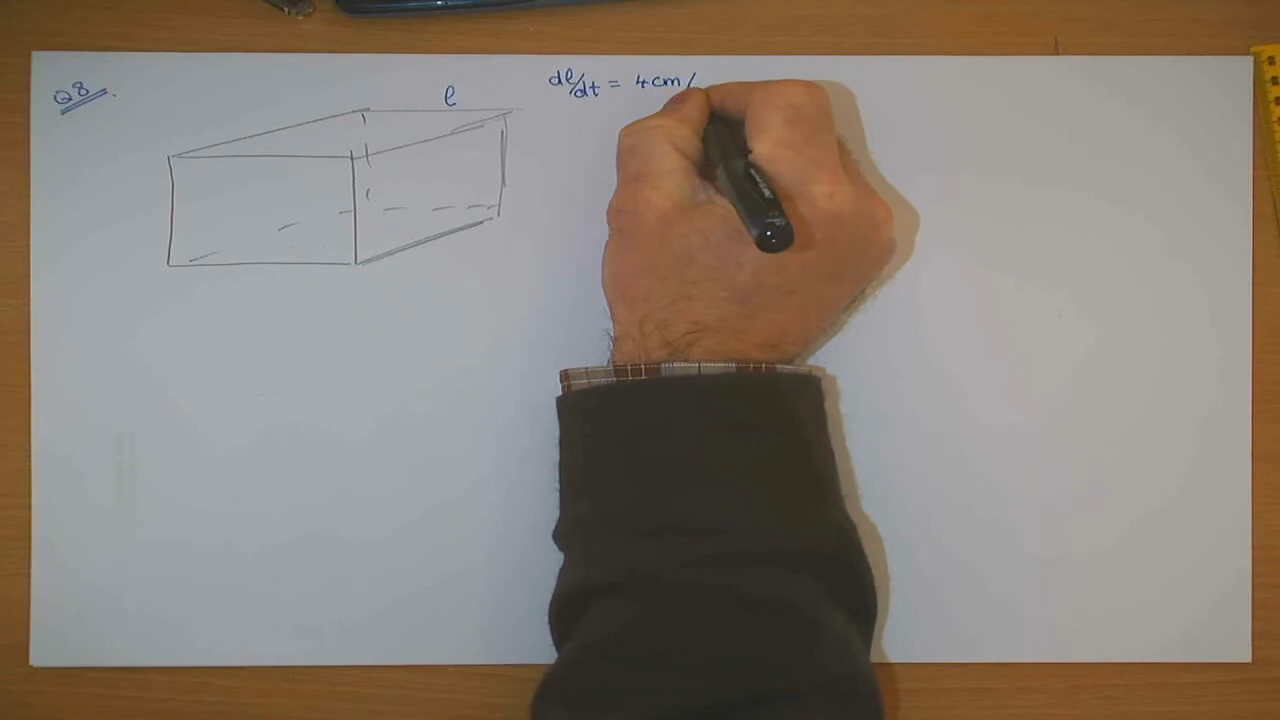 Q8.
l
dl/dt = 4cm/